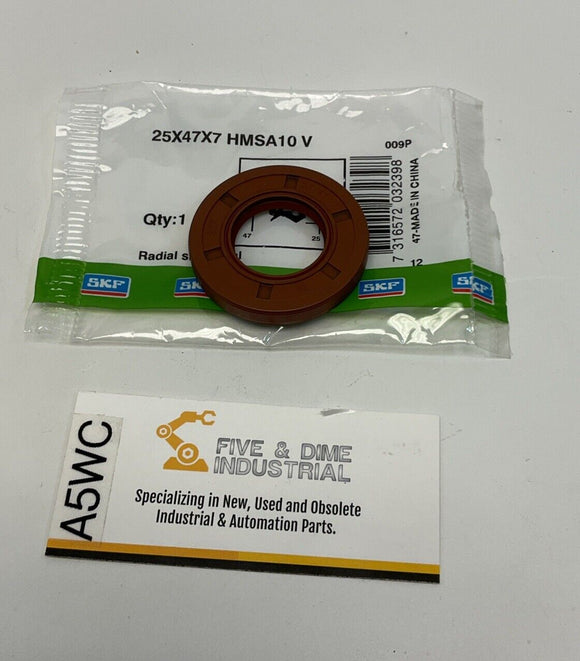 25X47X7 HMSA10 V
009P
Qty:1
47
25
7 316572 032398
47-MADE IN CHINA
Radial s
12
SKF
SKF
SKF
A5WC
FIVE & DIME
INDUSTRIAL
Specializing in New, Used and Obsolete
Industrial & Automation Parts.